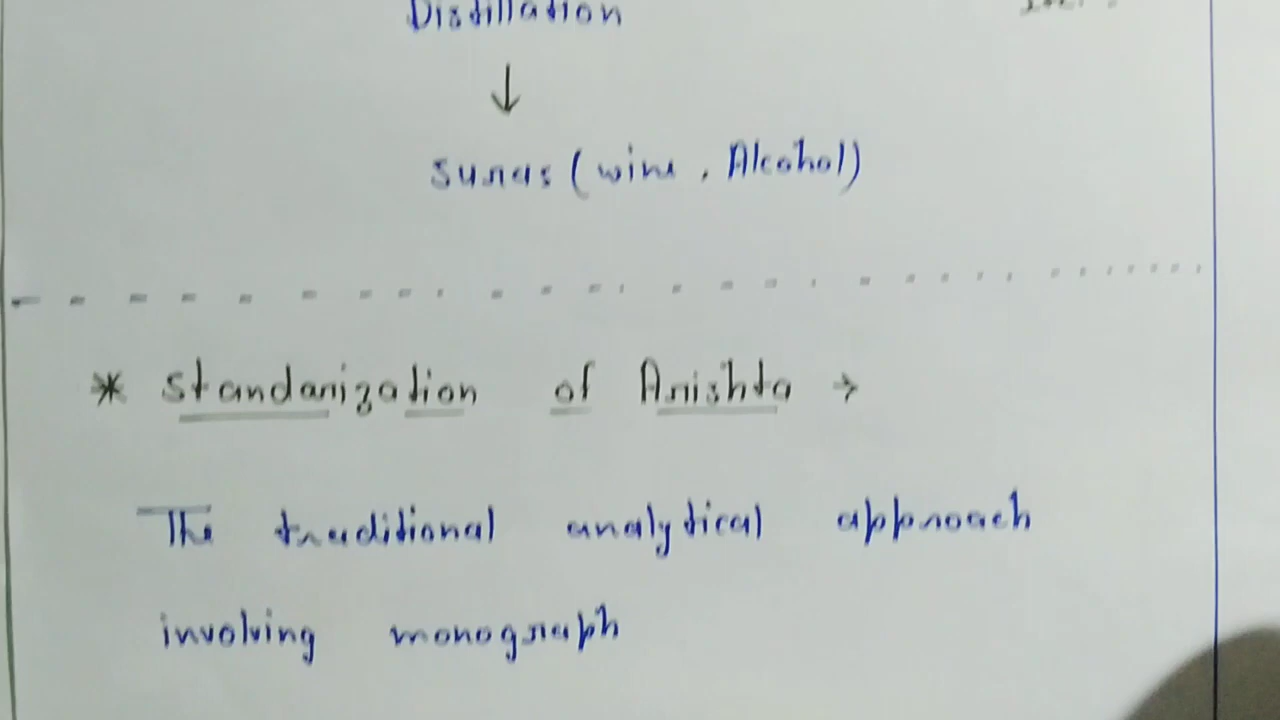 Distillation
↓
suras (wine, Alcohol)
* Standarization of Arishta →
The traditional analytical approach
involving monograph